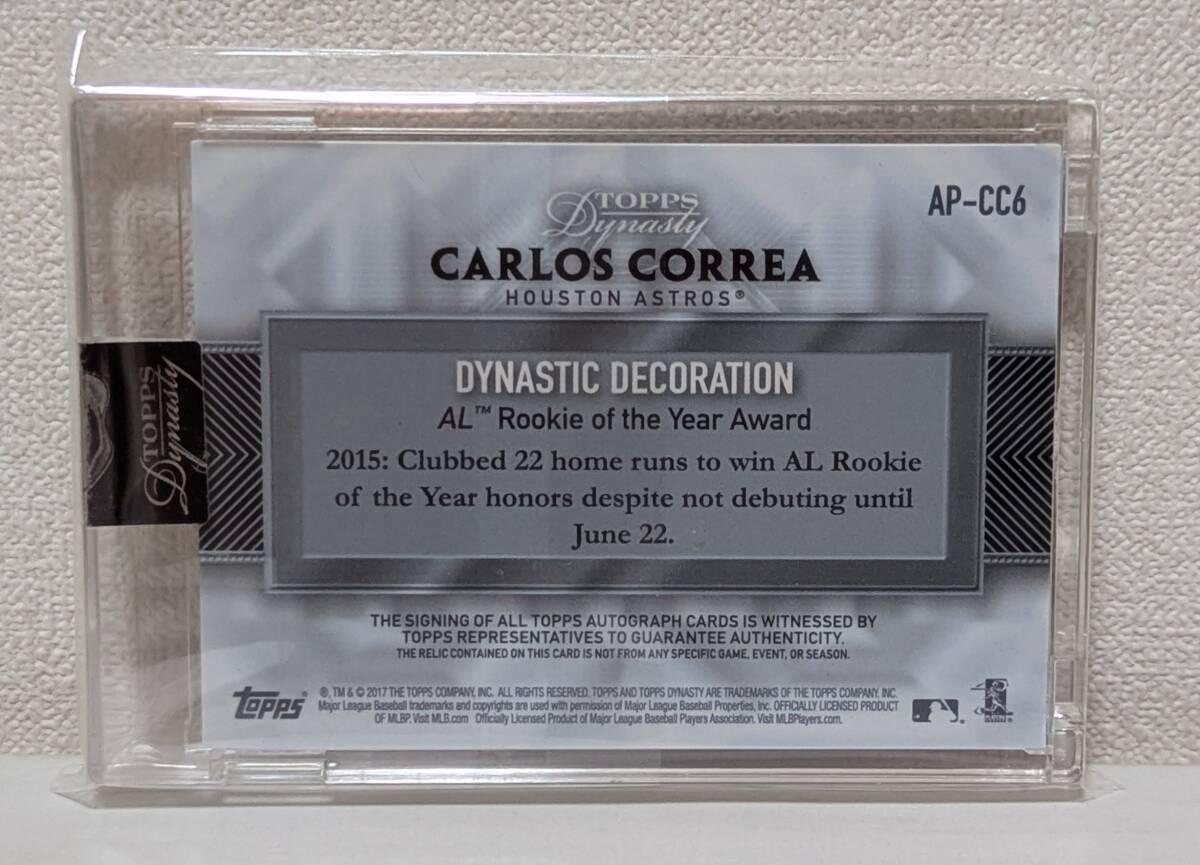 TOPPS
Dynasty
AP-CC6
CARLOS CORREA
HOUSTON ASTROS®
DYNASTIC DECORATION
AL™ Rookie of the Year Award
2015: Clubbed 22 home runs to win AL Rookie
of the Year honors despite not debuting until
June 22.
TOPPS
Dynasty
THE SIGNING OF ALL TOPPS AUTOGRAPH CARDS IS WITNESSED BY
TOPPS REPRESENTATIVES TO GUARANTEE AUTHENTICITY.
THE RELIC CONTAINED ON THIS CARD IS NOT FROM ANY SPECIFIC GAME, EVENT, OR SEASON.
topps®
®, TM & © 2017 THE TOPPS COMPANY, INC. ALL RIGHTS RESERVED. TOPPS AND TOPPS DYNASTY ARE TRADEMARKS OF THE TOPPS COMPANY, INC.
Major League Baseball trademarks and copyrights are used with permission of Major League Baseball Properties, Inc. OFFICIALLY LICENSED PRODUCT
OF MLBP. Visit MLB.com Officially Licensed Product of Major League Baseball Players Association. Visit MLBPlayers.com.